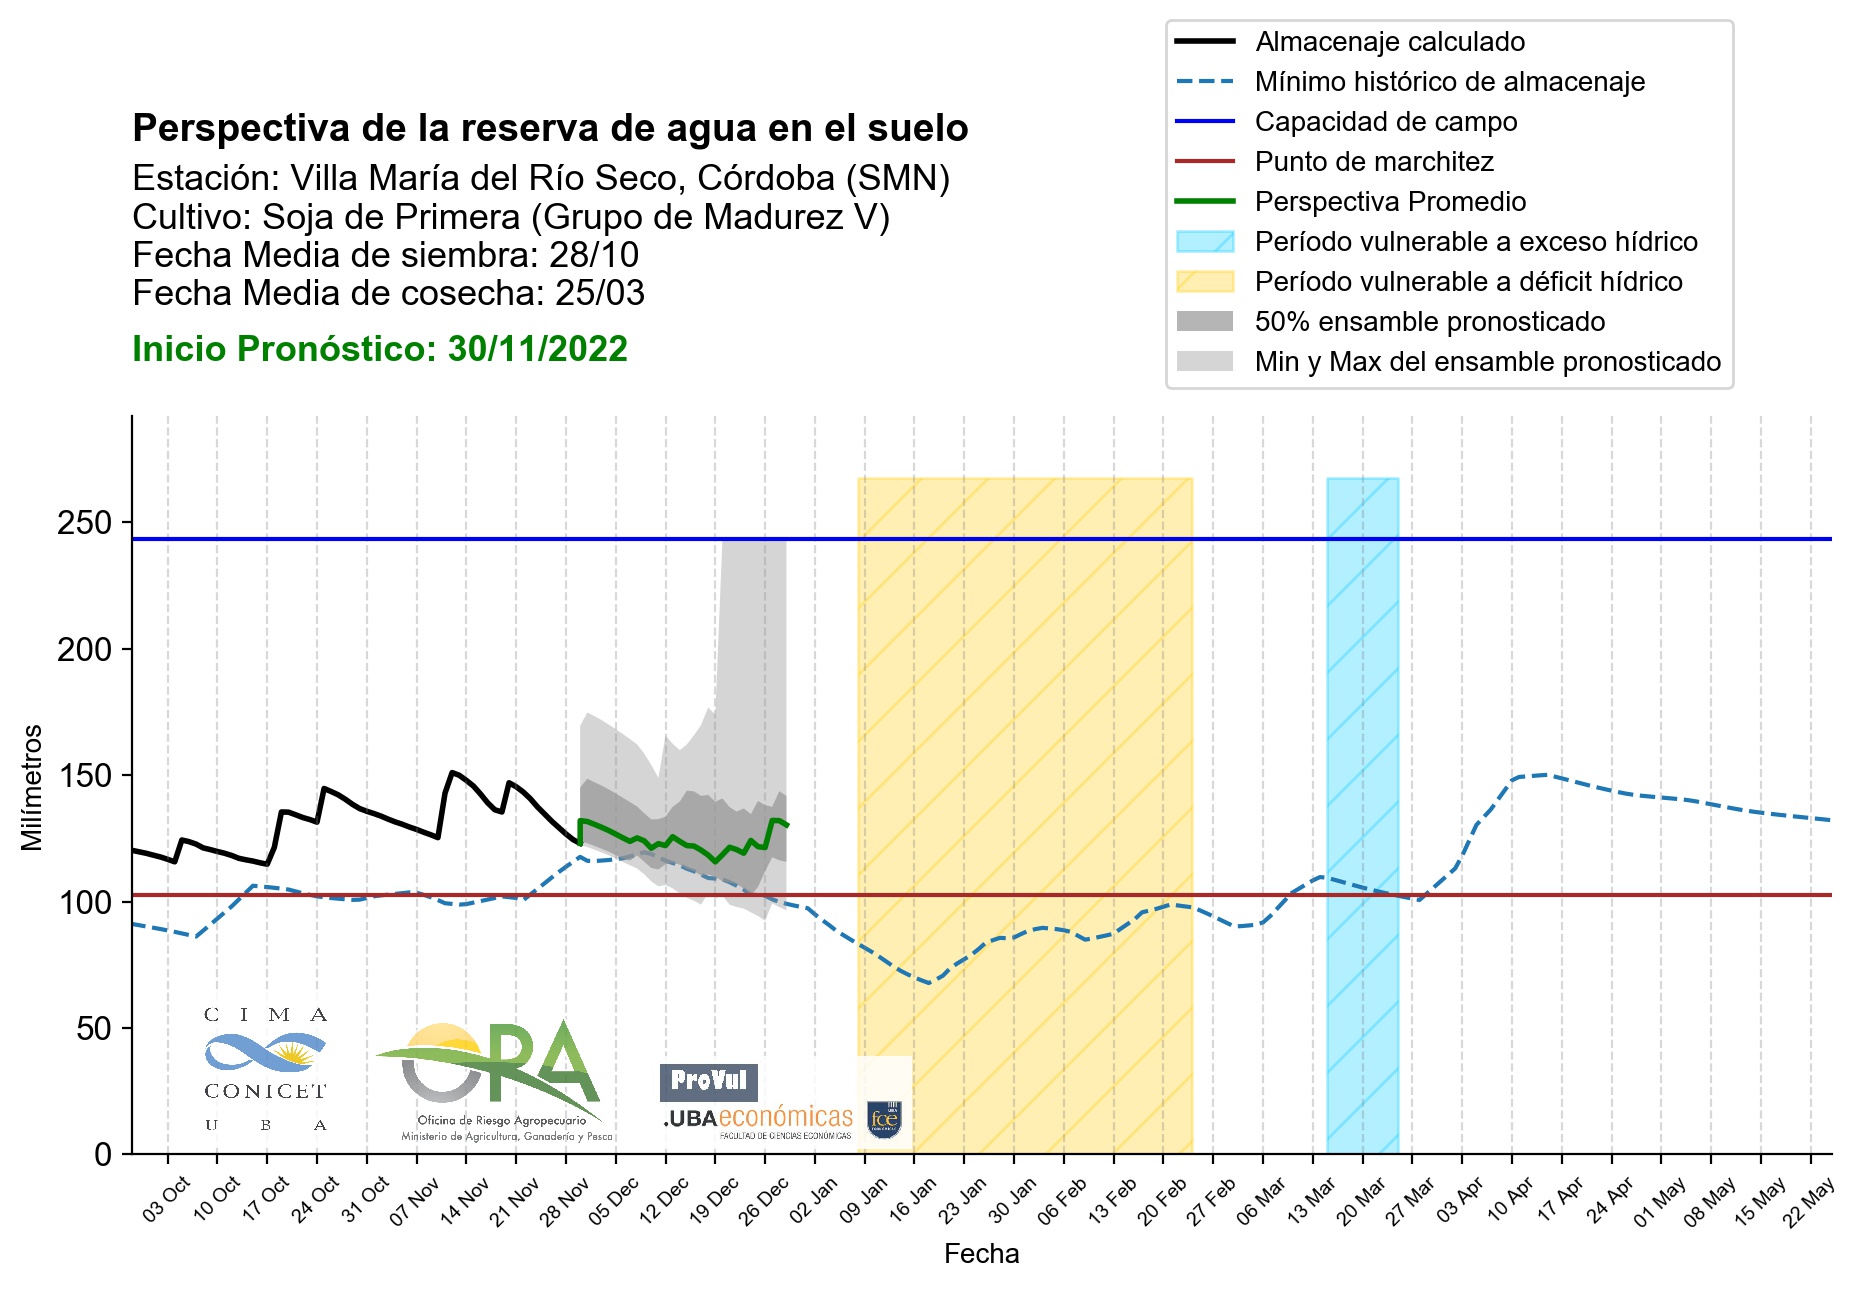 Almacenaje calculado
Mínimo histórico de almacenaje
Capacidad de campo
Punto de marchitez
Perspectiva Promedio
Período vulnerable a exceso hídrico
Período vulnerable a déficit hídrico
50% ensamble pronosticado
Min y Max del ensamble pronosticado
Perspectiva de la reserva de agua en el suelo
Estación: Villa María del Río Seco, Córdoba (SMN)
Cultivo: Soja de Primera (Grupo de Madurez V)
Fecha Media de siembra: 28/10
Fecha Media de cosecha: 25/03
Inicio Pronóstico: 30/11/2022
250
200
150
100
50
0
Milímetros
CIMA
CONICET
UBA
ORA
Oficina de Riesgo Agropecuario
Ministerio de Agricultura, Ganadería y Pesca
ProVul
.UBAeconómicas
FACULTAD DE CIENCIAS ECONÓMICAS
fce
03 Oct
10 Oct
17 Oct
24 Oct
31 Oct
07 Nov
14 Nov
21 Nov
28 Nov
05 Dec
12 Dec
19 Dec
26 Dec
02 Jan
09 Jan
16 Jan
23 Jan
30 Jan
06 Feb
13 Feb
20 Feb
27 Feb
06 Mar
13 Mar
20 Mar
27 Mar
03 Apr
10 Apr
17 Apr
24 Apr
01 May
08 May
15 May
22 May
Fecha